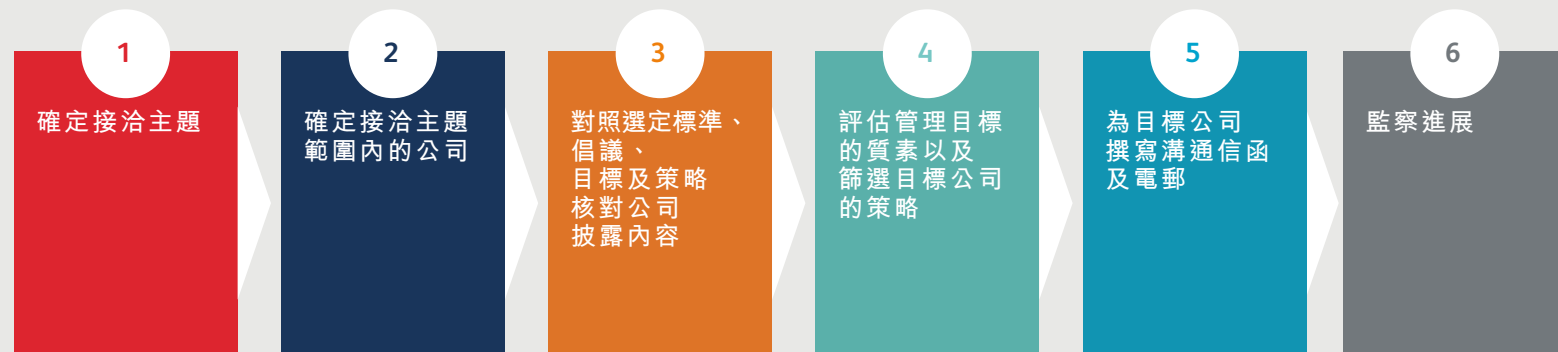 1
確定接洽主題
2
確定接洽主題
範圍內的公司
3
對照選定標準、
倡議、
目標及策略
核對公司
披露內容
4
評估管理目標
的質素以及
篩選目標公司
的策略
5
為目標公司
撰寫溝通信函
及電郵
6
監察進展